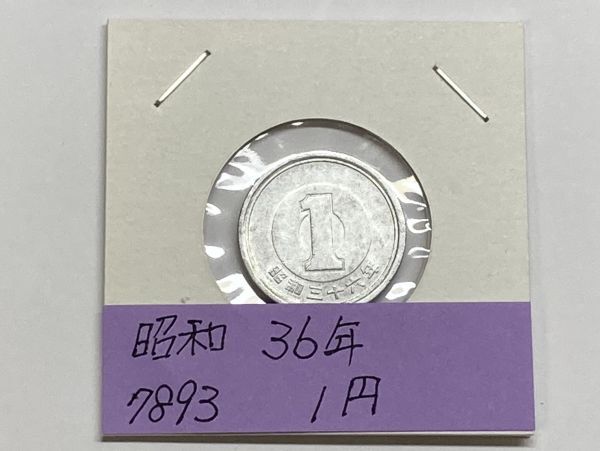 1
昭和三十六年
昭和 36年
7893 1円